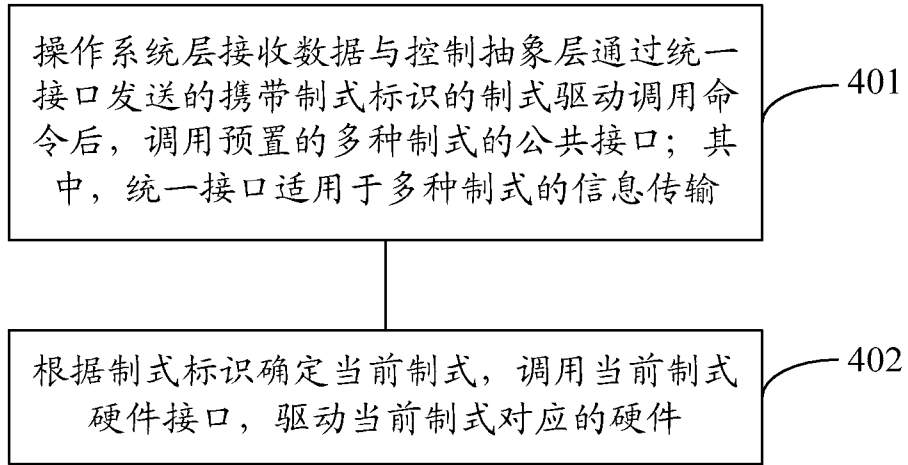 操作系统层接收数据与控制抽象层通过统一
接口发送的携带制式标识的制式驱动调用命
令后，调用预置的多种制式的公共接口；其
中，统一接口适用于多种制式的信息传输
401
根据制式标识确定当前制式，调用当前制式
硬件接口，驱动当前制式对应的硬件
402